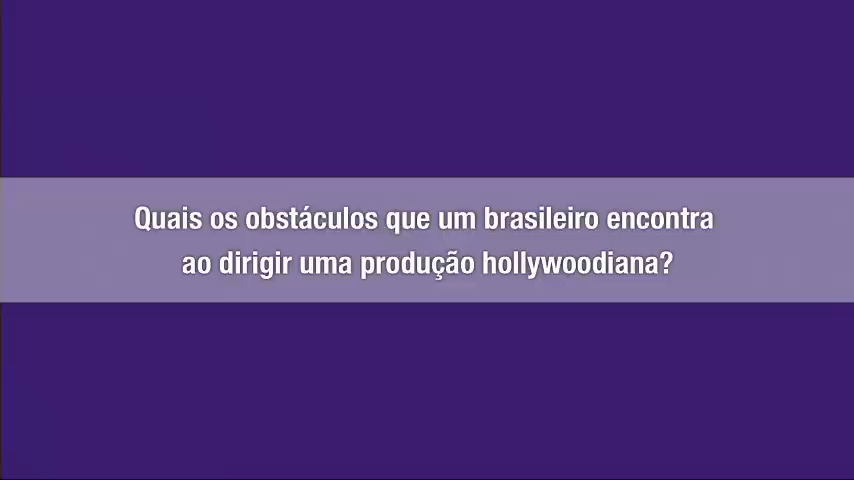 Quais os obstáculos que um brasileiro encontra
ao dirigir uma produção hollywoodiana?